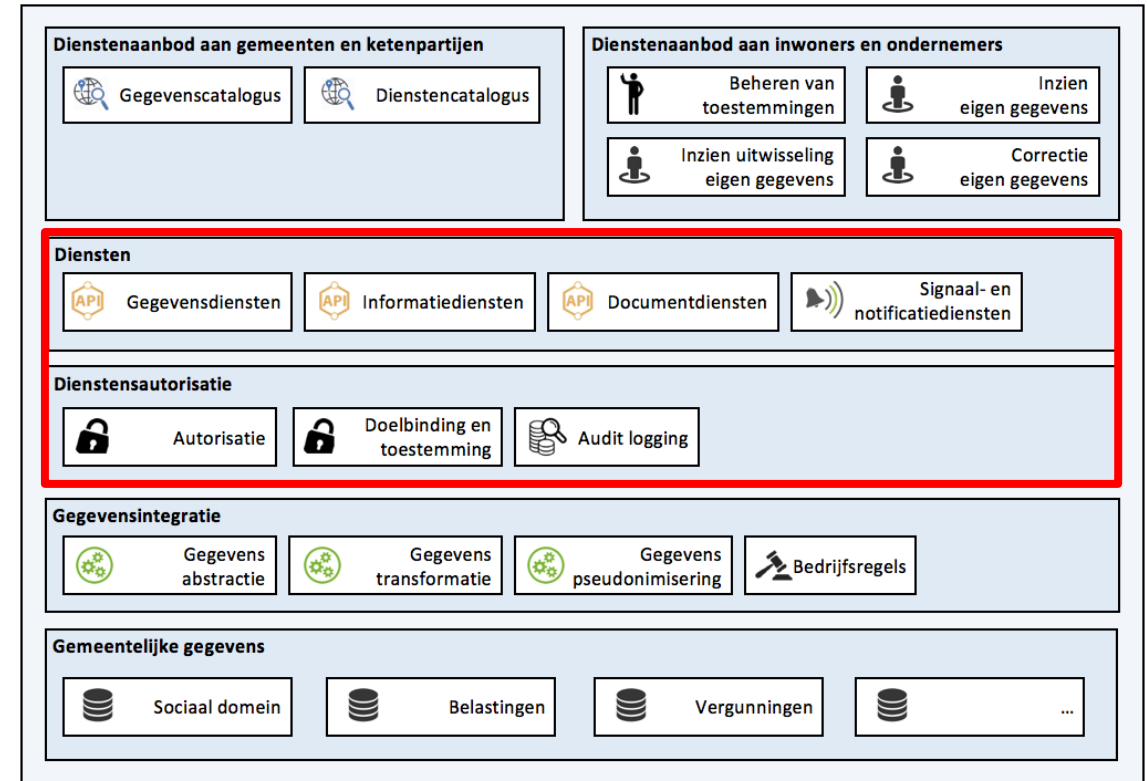 Dienstenaanbod aan gemeenten en ketenpartijen
Gegevenscatalogus
Dienstencatalogus
Dienstenaanbod aan inwoners en ondernemers
Beheren van
toestemmingen
Inzien
eigen gegevens
Inzien uitwisseling
eigen gegevens
Correctie
eigen gegevens
Diensten
API
Gegevensdiensten
API
Informatiediensten
API
Documentdiensten
Signaal- en
notificatiediensten
Dienstensautorisatie
Autorisatie
Doelbinding en
toestemming
Audit logging
Gegevensintegratie
Gegevens
abstractie
Gegevens
transformatie
Gegevens
pseudonimisering
Bedrijfsregels
Gemeentelijke gegevens
Sociaal domein
Belastingen
Vergunningen
...